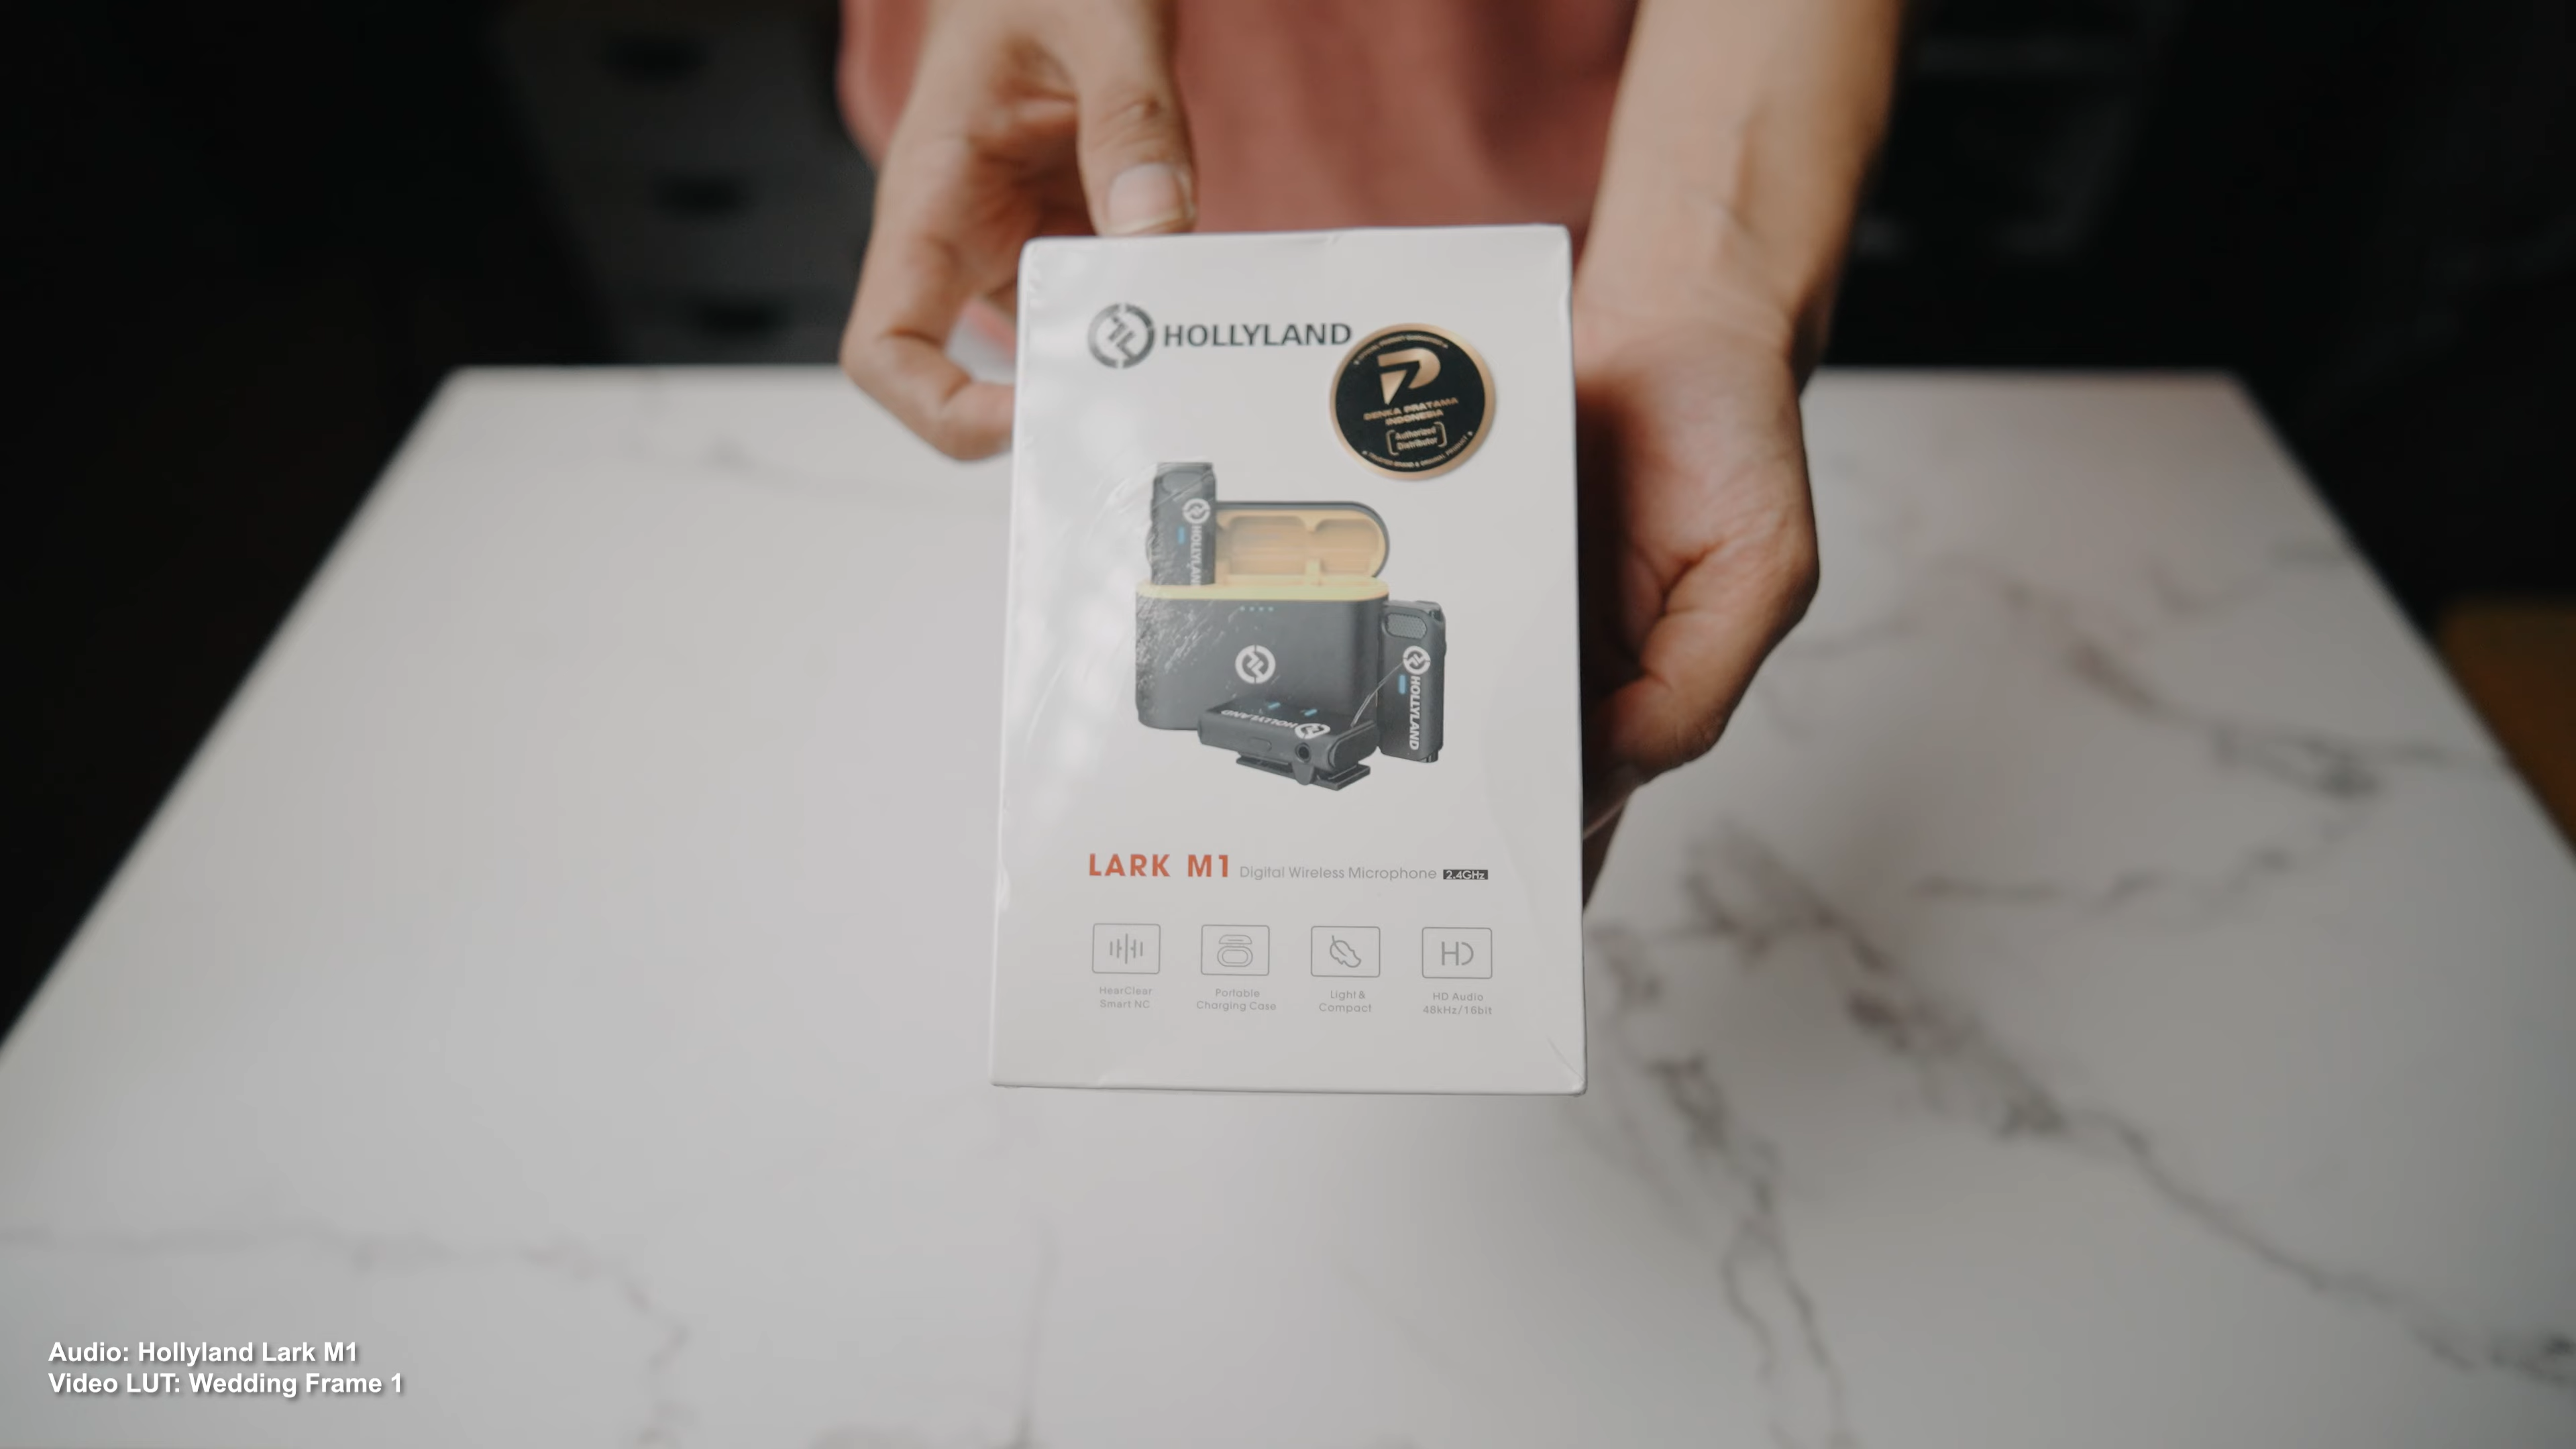 HOLLYLAND
DENKA PRATAMA
INDONESIA
Authorized
Distributor
HOLLYLAND
HOLLYLAND
HOLLYLAND
LARK M1 Digital Wireless Microphone 2.4GHz
HearClear
Smart NC
Portable
Charging Case
Light &
Compact
HD
HD Audio
48kHz/16bit
Audio: Hollyland Lark M1
Video LUT: Wedding Frame 1